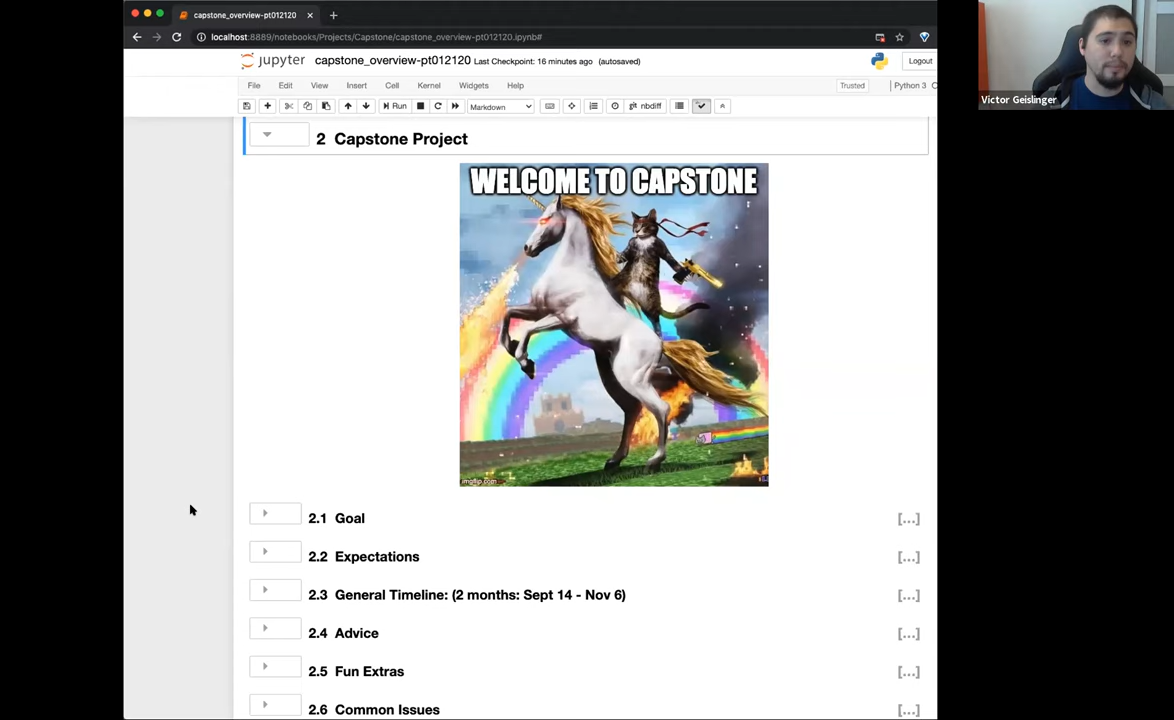 capstone_overview-pt012120
localhost:8889/notebooks/Projects/Capstone/capstone_overview-pt012120.ipynb#
jupyter capstone_overview-pt012120 Last Checkpoint: 16 minutes ago (autosaved)
Logout
File Edit View Insert Cell Kernel Widgets Help
Trusted
Python 3
Run
Markdown
nbdiff
Victor Geislinger
2 Capstone Project
WELCOME TO CAPSTONE
imgflip.com
2.1 Goal [...]
2.2 Expectations [...]
2.3 General Timeline: (2 months: Sept 14 - Nov 6) [...]
2.4 Advice [...]
2.5 Fun Extras [...]
2.6 Common Issues [...]